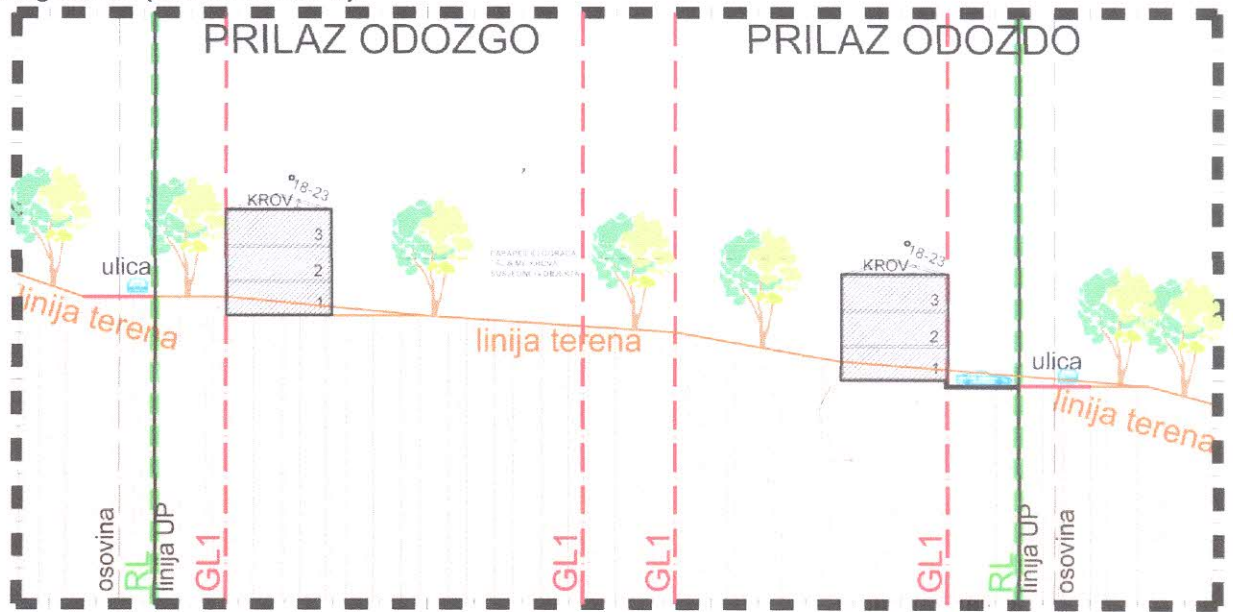 PRILAZ ODOZGO
PRILAZ ODOZDO
18-23
KROV
3
2
1
ulica
linija terena
linija terena
18-23
KROV
3
2
1
ulica
linija terena
osovina
RL
linija UP
GL1
GL1
GL1
GL1
RL
linija UP
osovina